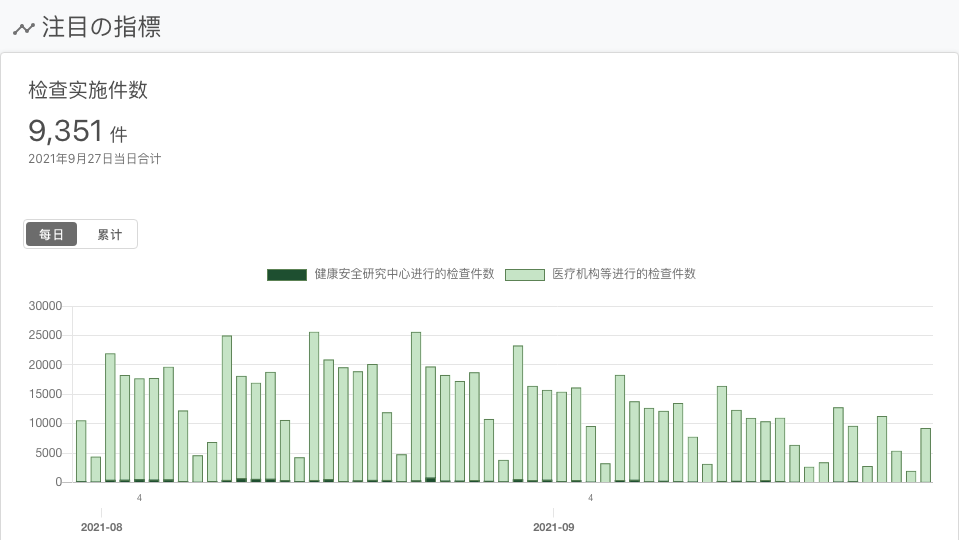 注目の指標
检查实施件数
9,351 件
2021年9月27日当日合计
每日 累计
健康安全研究中心进行的检查件数 医疗机构等进行的检查件数
30000
25000
20000
15000
10000
5000
0
4 4
2021-08 2021-09